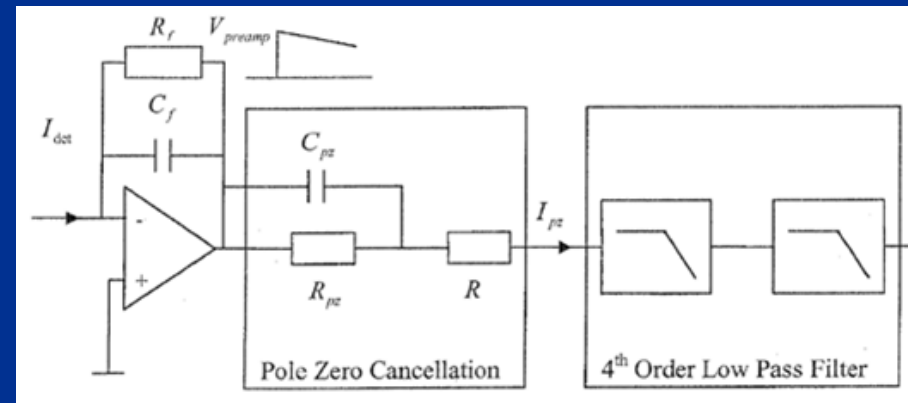 R_f
V_preamp
C_f
I_det
C_pz
I_pz
-
+
R_pz
R
Pole Zero Cancellation
4th Order Low Pass Filter